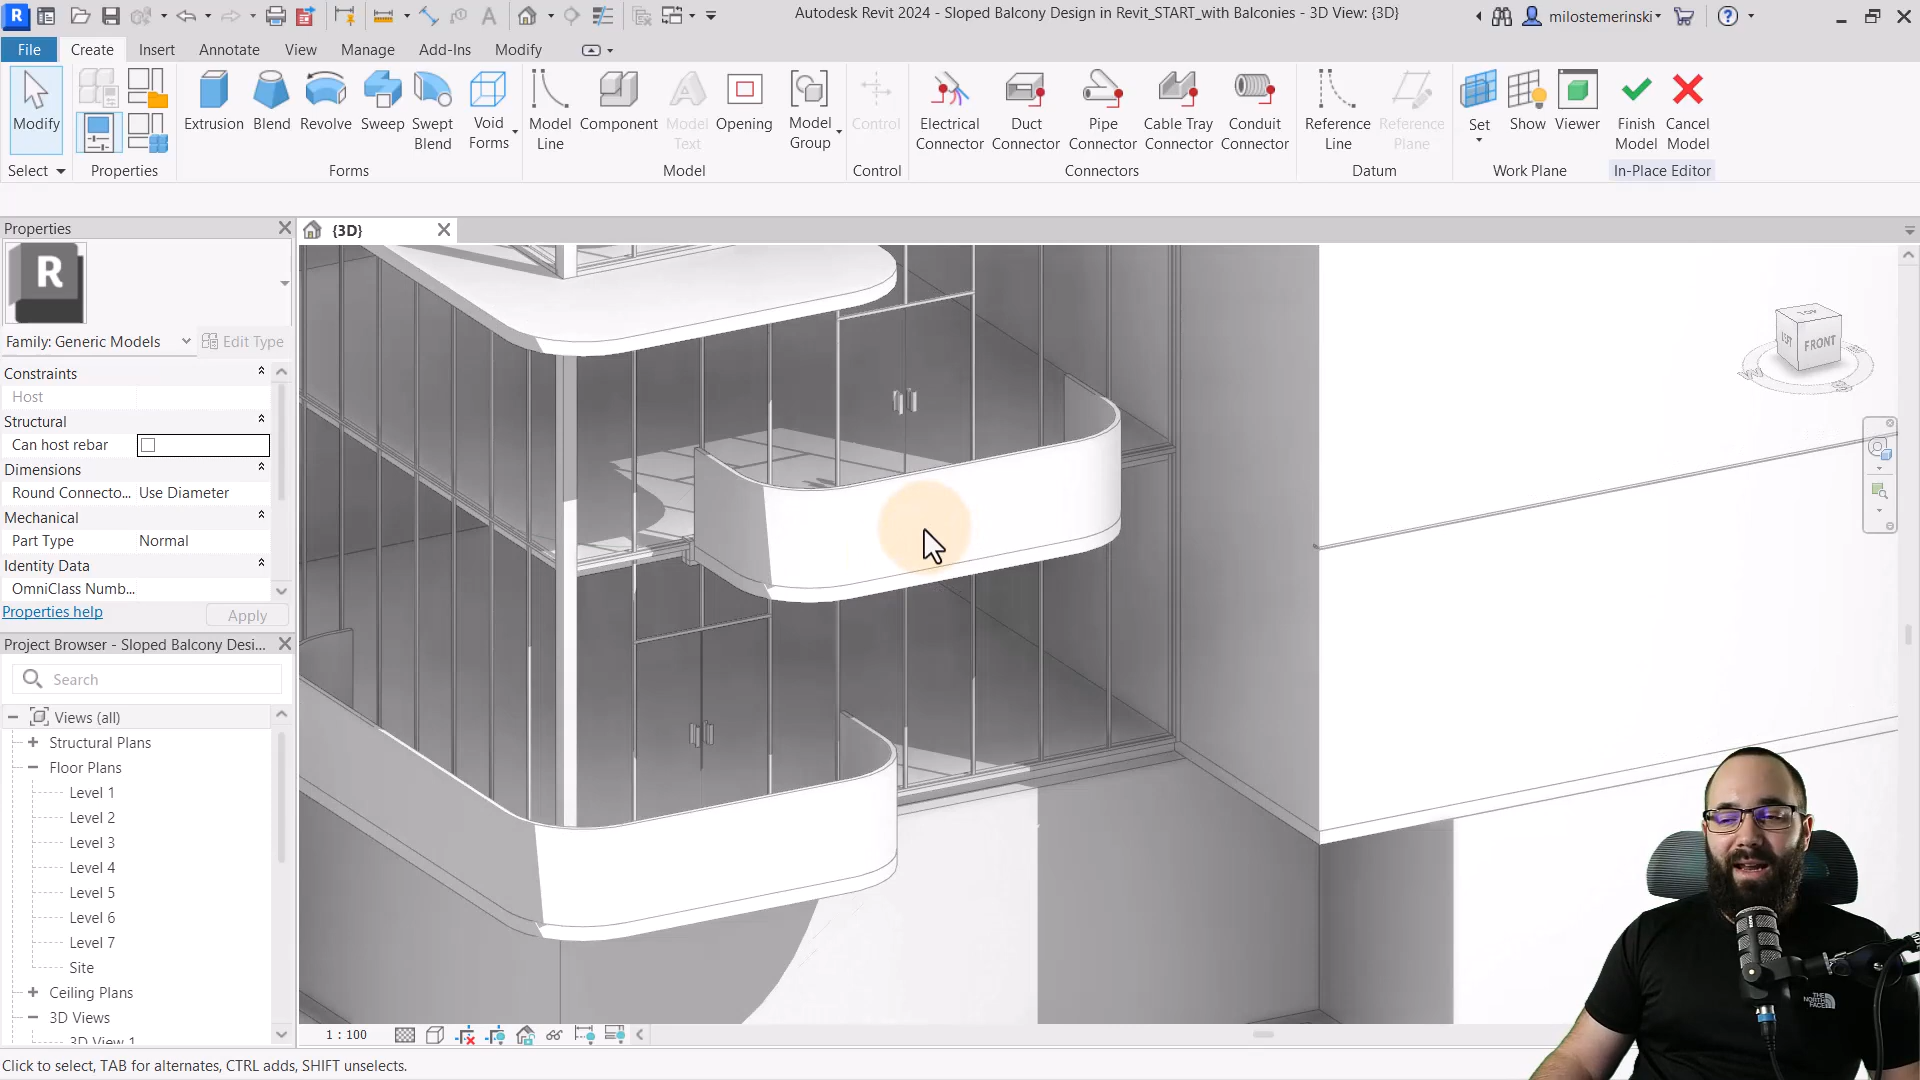 Autodesk Revit 2024 - Sloped Balcony Design in Revit_START_with Balconies - 3D View: {3D}
milostemerinski
File
Create
Insert
Annotate
View
Manage
Add-Ins
Modify
Modify
Extrusion
Blend
Revolve
Sweep
Swept Blend
Void Forms
Model Line
Component
Model Text
Opening
Model Group
Control
Electrical Connector
Duct Connector
Pipe Connector
Cable Tray Connector
Conduit Connector
Reference Line
Reference Plane
Set
Show
Viewer
Finish Model
Cancel Model
Select
Properties
Forms
Model
Control
Connectors
Datum
Work Plane
In-Place Editor
Properties
{3D}
R
Family: Generic Models
Edit Type
Constraints
Host
Structural
Can host rebar
Dimensions
Round Connecto... Use Diameter
Mechanical
Part Type Normal
Identity Data
OmniClass Numb...
Properties help
Apply
Project Browser - Sloped Balcony Desi...
Search
Views (all)
Structural Plans
Floor Plans
Level 1
Level 2
Level 3
Level 4
Level 5
Level 6
Level 7
Site
Ceiling Plans
3D Views
3D View 1
TOP
FRONT
1 : 100
Click to select, TAB for alternates, CTRL adds, SHIFT unselects.
THE
NORTH
FACE